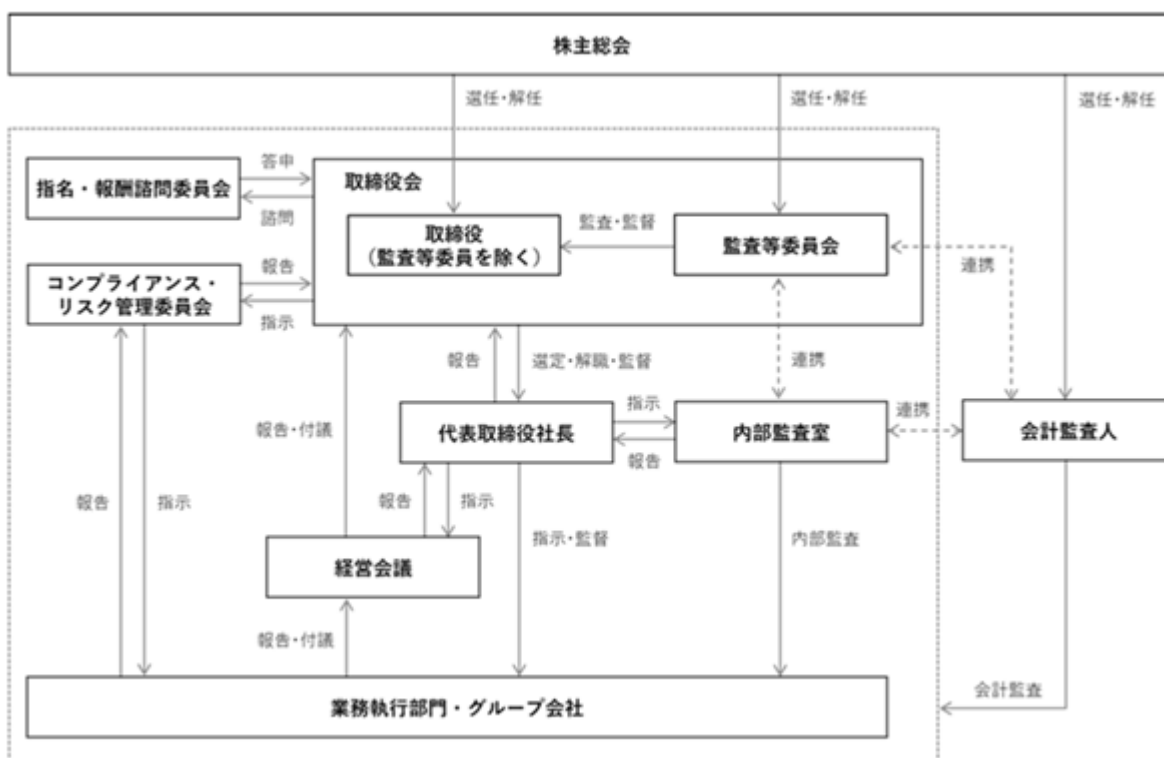 株主総会
選任・解任
選任・解任
選任・解任
指名・報酬諮問委員会
答申
諮問
取締役会
取締役
(監査等委員を除く)
監査・監督
監査等委員会
連携
コンプライアンス・
リスク管理委員会
報告
指示
報告
選定・解職・監督
連携
報告・付議
代表取締役社長
指示
報告
内部監査室
連携
会計監査人
報告
指示
報告
指示
指示・監督
内部監査
経営会議
報告・付議
業務執行部門・グループ会社
会計監査